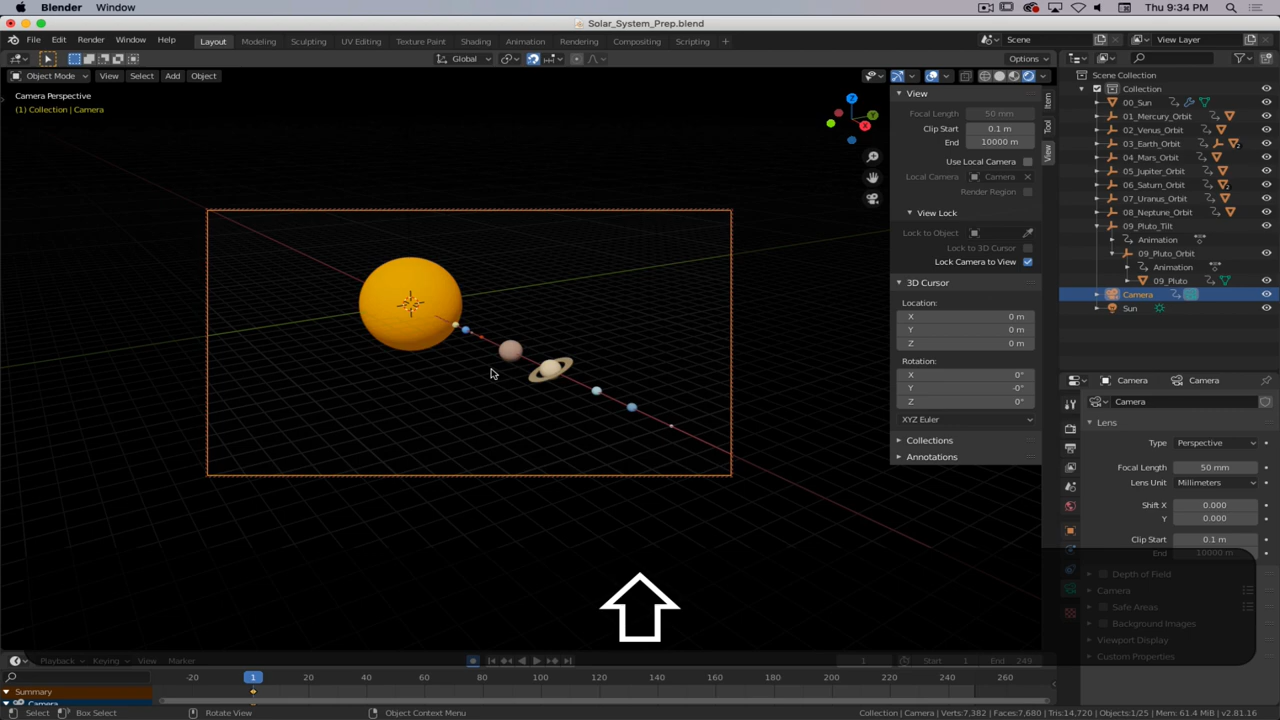 Blender Window Thu 9:34 PM
Solar_System_Prep.blend
File Edit Render Window Help Layout Modeling Sculpting UV Editing Texture Paint Shading Animation Rendering Compositing Scripting + Scene View Layer
Global Options
Object Mode View Select Add Object
Camera Perspective
(1) Collection | Camera
Z
Y
X
View
Focal Length 50 mm
Clip Start 0.1 m
End 10000 m
Use Local Camera
Local Camera Camera
Render Region
View Lock
Lock to Object
Lock to 3D Cursor
Lock Camera to View
3D Cursor
Location:
X 0 m
Y 0 m
Z 0 m
Rotation:
X 0°
Y -0°
Z 0°
XYZ Euler
Collections
Annotations
Item
Tool
View
Scene Collection
Collection
00_Sun
01_Mercury_Orbit
02_Venus_Orbit
03_Earth_Orbit
2
04_Mars_Orbit
05_Jupiter_Orbit
06_Saturn_Orbit
2
07_Uranus_Orbit
08_Neptune_Orbit
09_Pluto_Tilt
Animation
09_Pluto_Orbit
Animation
09_Pluto
Camera
Sun
Camera Camera
Camera
Lens
Type Perspective
Focal Length 50 mm
Lens Unit Millimeters
Shift X 0.000
Y 0.000
Clip Start 0.1 m
End 10000 m
Depth of Field
Camera
Safe Areas
Background Images
Viewport Display
Custom Properties
Playback Keying View Marker 1 Start 1 End 249
-20 1 20 40 60 80 100 120 140 160 180 200 220 240 260
Summary
Camera
Select Box Select Rotate View Object Context Menu Collection | Camera | Verts:7,382 | Faces:7,680 | Tris:14,720 | Objects:1/25 | Mem: 61.4 MiB | v2.81.16